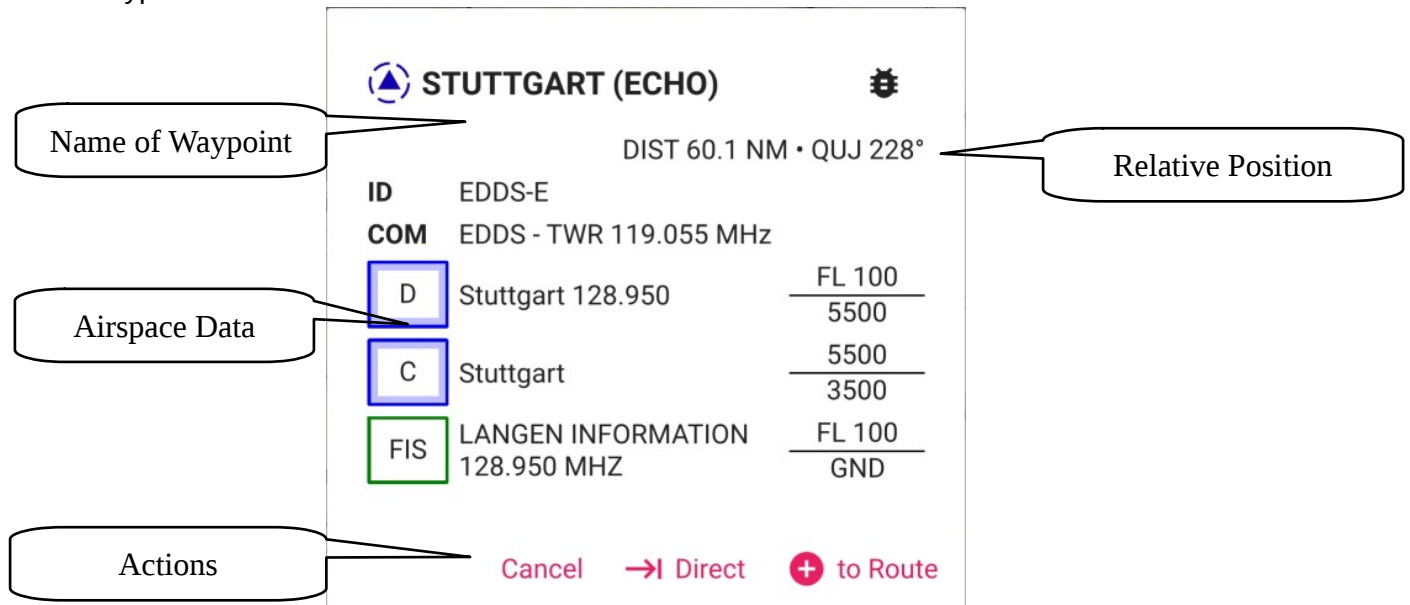 STUTTGART (ECHO)
Name of Waypoint
DIST 60.1 NM • QUJ 228°
Relative Position
ID EDDS-E
COM EDDS - TWR 119.055 MHz
D Stuttgart 128.950
FL 100
5500
Airspace Data
C Stuttgart
5500
3500
FIS
LANGEN INFORMATION
128.950 MHZ
FL 100
GND
Actions
Cancel Direct to Route